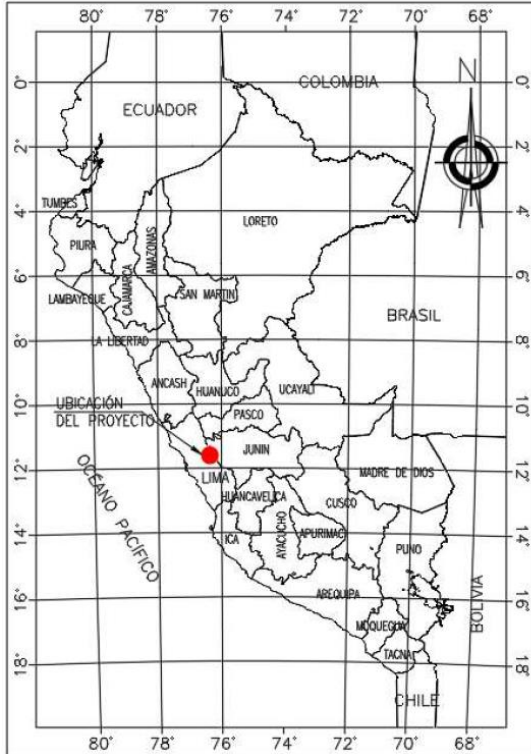 80° 78° 76° 74° 72° 70° 68°
0° 0°
COLOMBIA
N
ECUADOR
2° 2°
TUMBES
4° 4°
LORETO
PIURA
AMAZONAS
CAJAMARCA
6° 6°
LAMBAYEQUE
SAN MARTIN
BRASIL
8° 8°
LA LIBERTAD
ANCASH
HUANUCO
UCAYALI
10° 10°
UBICACIÓN
DEL PROYECTO
PASCO
JUNIN
12° 12°
LIMA
MADRE DE DIOS
HUANCAVELICA
CUSCO
OCÉANO PACIFICO
14° 14°
ICA
AYACUCHO
APURIMAC
PUNO
AREQUIPA
16° 16°
BOLIVIA
MOQUEGUA
TACNA
18° 18°
CHILE
80° 78° 76° 74° 72° 70° 68°